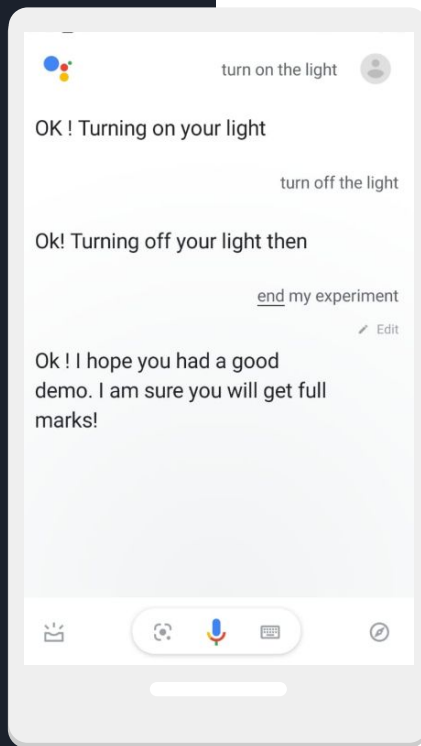 turn on the light
OK ! Turning on your light
turn off the light
Ok! Turning off your light then
end my experiment
Edit
Ok ! I hope you had a good
demo. I am sure you will get full
marks!